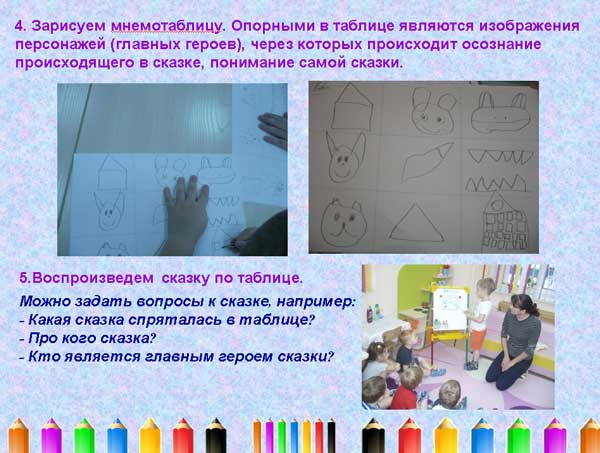 4. Зарисуем мнемотаблицу. Опорными в таблице являются изображения
персонажей (главных героев), через которых происходит осознание
происходящего в сказке, понимание самой сказки.
5.Воспроизведем сказку по таблице.
Можно задать вопросы к сказке, например:
- Какая сказка спряталась в таблице?
- Про кого сказка?
- Кто является главным героем сказки?